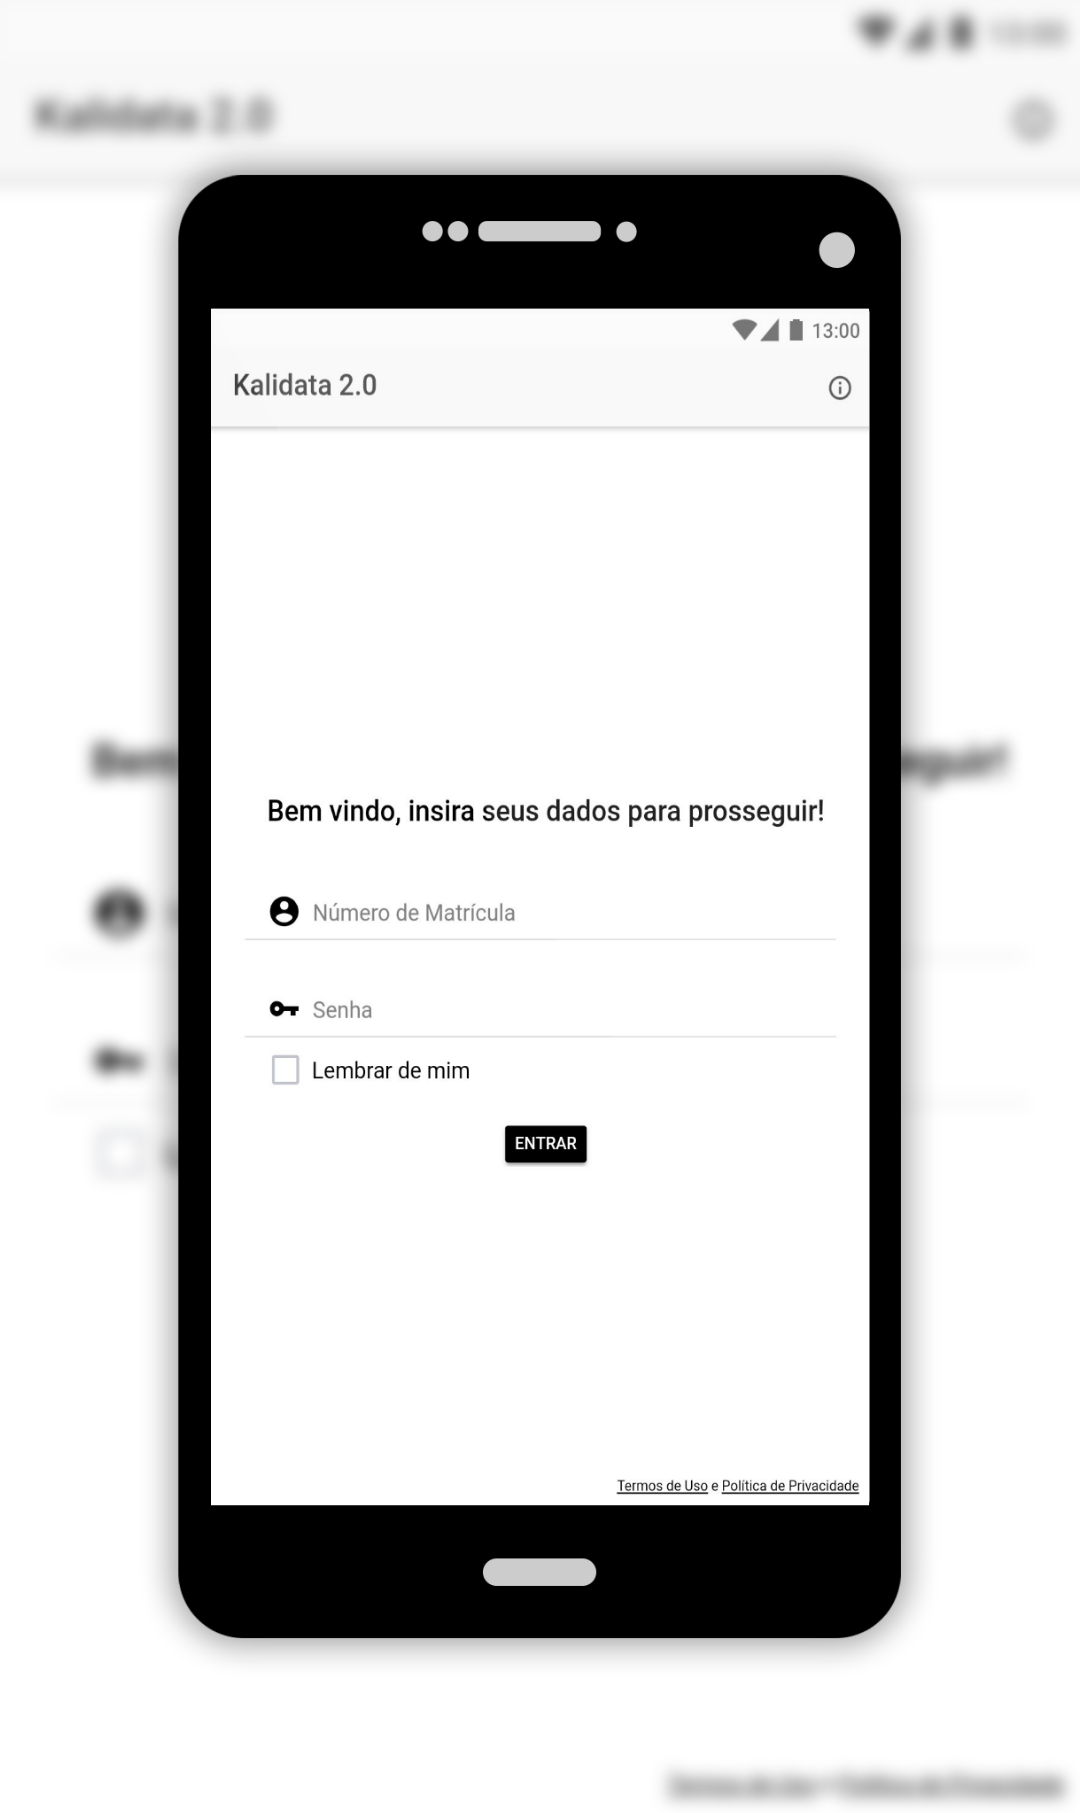 13:00
Kalidata 2.0
Bem vindo, insira seus dados para prosseguir!
Número de Matrícula
Senha
Lembrar de mim
ENTRAR
Termos de Uso e Política de Privacidade